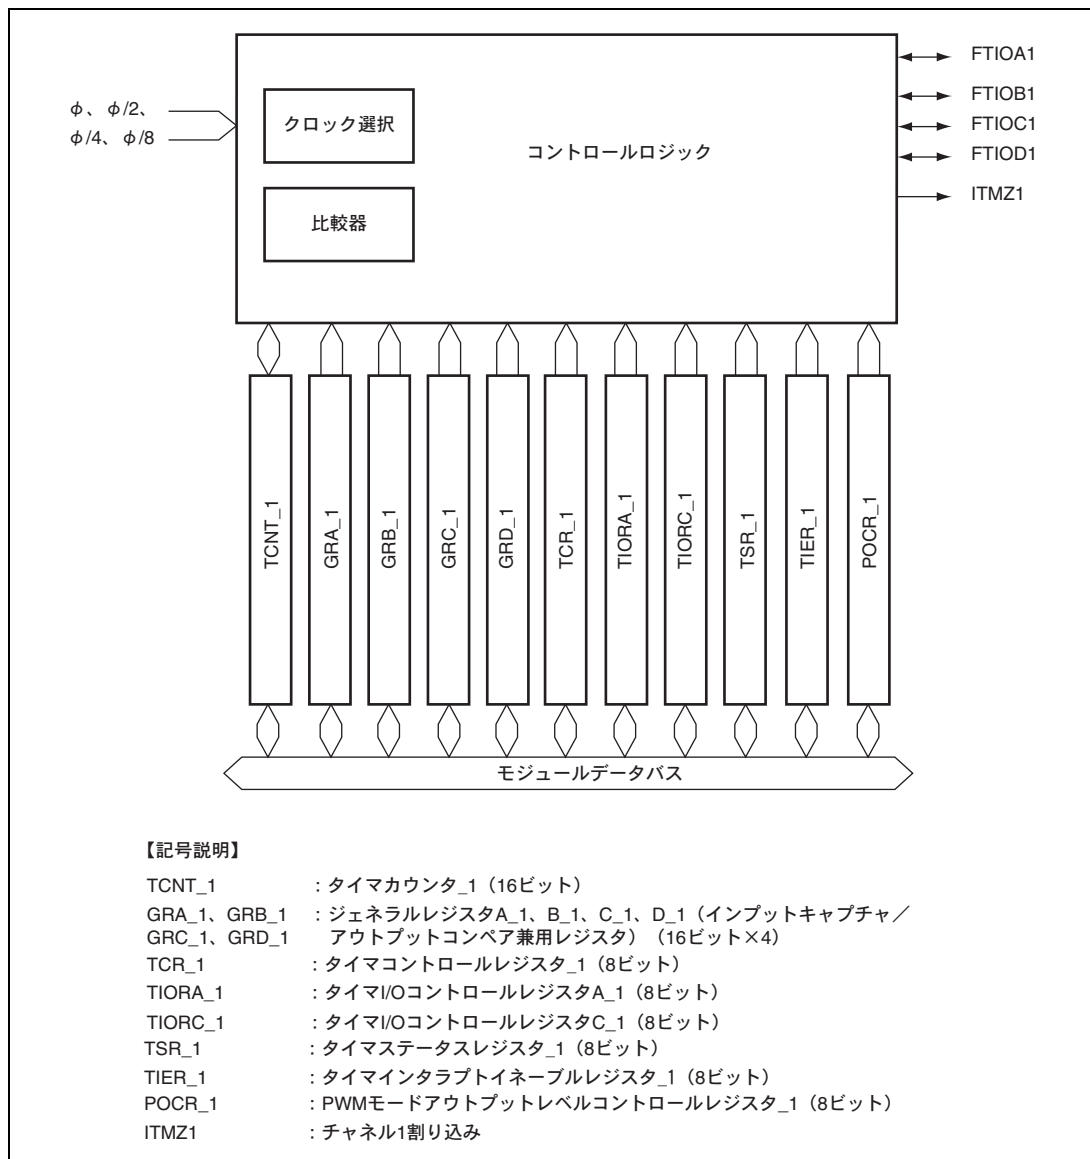 φ、φ/2、
φ/4、φ/8
クロック選択
比較器
コントロールロジック
FTIOA1
FTIOB1
FTIOC1
FTIOD1
ITMZ1
TCNT_1
GRA_1
GRB_1
GRC_1
GRD_1
TCR_1
TIORA_1
TIORC_1
TSR_1
TIER_1
POCR_1
モジュールデータバス
【記号説明】
TCNT_1 : タイマカウンタ_1（16ビット）
GRA_1、GRB_1 : ジェネラルレジスタA_1、B_1、C_1、D_1（インプットキャプチャ／
GRC_1、GRD_1 アウトプットコンペア兼用レジスタ）（16ビット×4）
TCR_1 : タイマコントロールレジスタ_1（8ビット）
TIORA_1 : タイマI/OコントロールレジスタA_1（8ビット）
TIORC_1 : タイマI/OコントロールレジスタC_1（8ビット）
TSR_1 : タイマステータスレジスタ_1（8ビット）
TIER_1 : タイマインタラプトイネーブルレジスタ_1（8ビット）
POCR_1 : PWMモードアウトプットレベルコントロールレジスタ_1（8ビット）
ITMZ1 : チャネル1割り込み